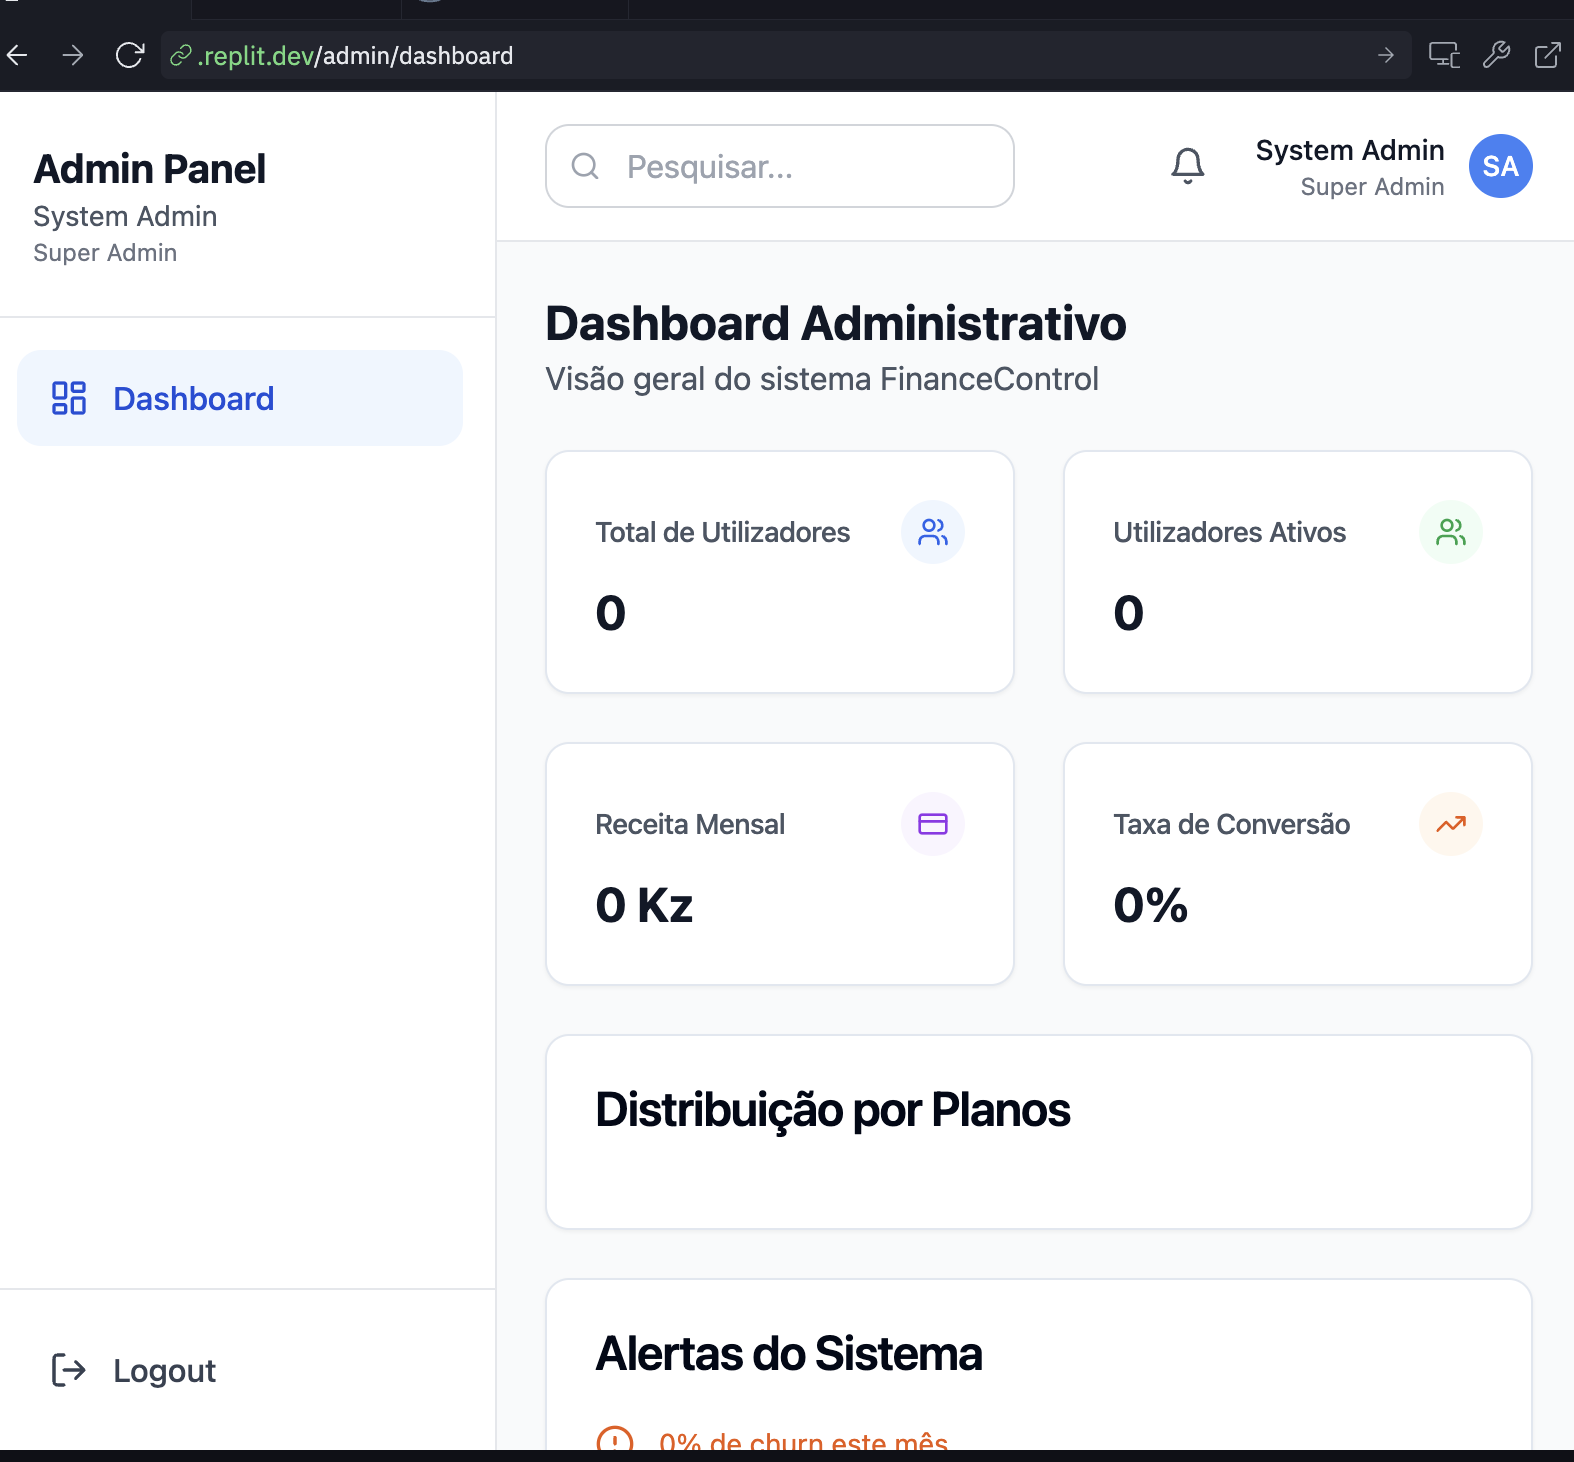 .replit.dev/admin/dashboard
Admin Panel
System Admin
Super Admin
Dashboard
Logout
Pesquisar...
System Admin
Super Admin
SA
Dashboard Administrativo
Visão geral do sistema FinanceControl
Total de Utilizadores
0
Utilizadores Ativos
0
Receita Mensal
0 Kz
Taxa de Conversão
0%
Distribuição por Planos
Alertas do Sistema
0% de churn este mês